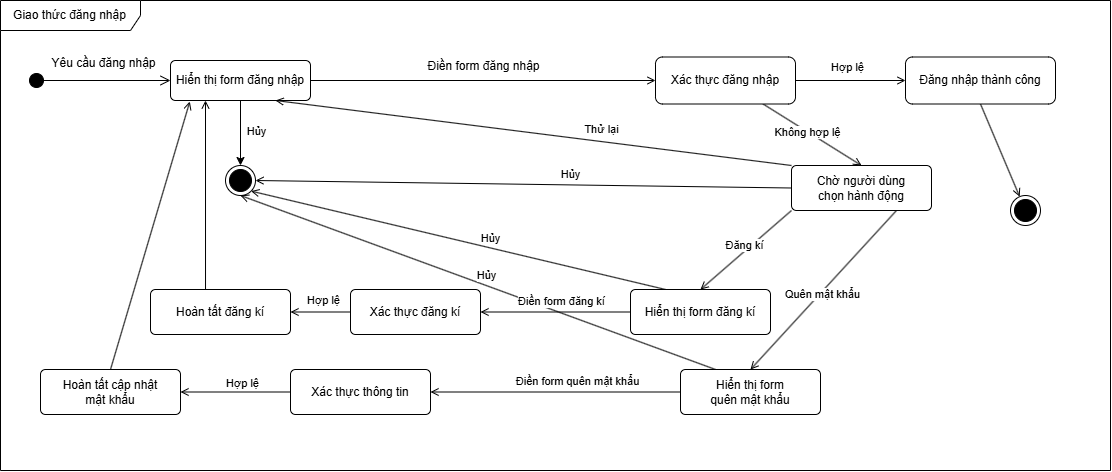 Giao thức đăng nhập
Yêu cầu đăng nhập
Hiển thị form đăng nhập
Điền form đăng nhập
Xác thực đăng nhập
Hợp lệ
Đăng nhập thành công
Hủy
Thử lại
Không hợp lệ
Hủy
Chờ người dùng
chọn hành động
Hủy
Đăng kí
Hủy
Quên mật khẩu
Hoàn tất đăng kí
Hợp lệ
Xác thực đăng kí
Điền form đăng kí
Hiển thị form đăng kí
Hoàn tất cập nhật
mật khẩu
Hợp lệ
Xác thực thông tin
Điền form quên mật khẩu
Hiển thị form
quên mật khẩu